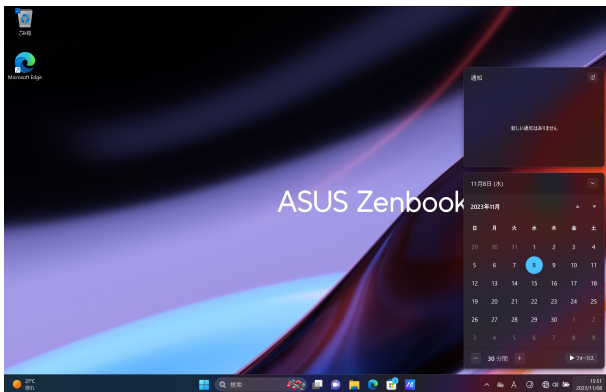 ごみ箱
Microsoft Edge
ASUS Zenbook
通知
新しい通知はありません
11月8日 (水)
2023年11月
日 月 火 水 木 金 土
29 30 31 1 2 3 4
5 6 7 8 9 10 11
12 13 14 15 16 17 18
19 20 21 22 23 24 25
26 27 28 29 30 1 2
3 4 5 6 7 8 9
30 分間
フォーカス
21°C
晴れ
検索
A
15:51
2023/11/08